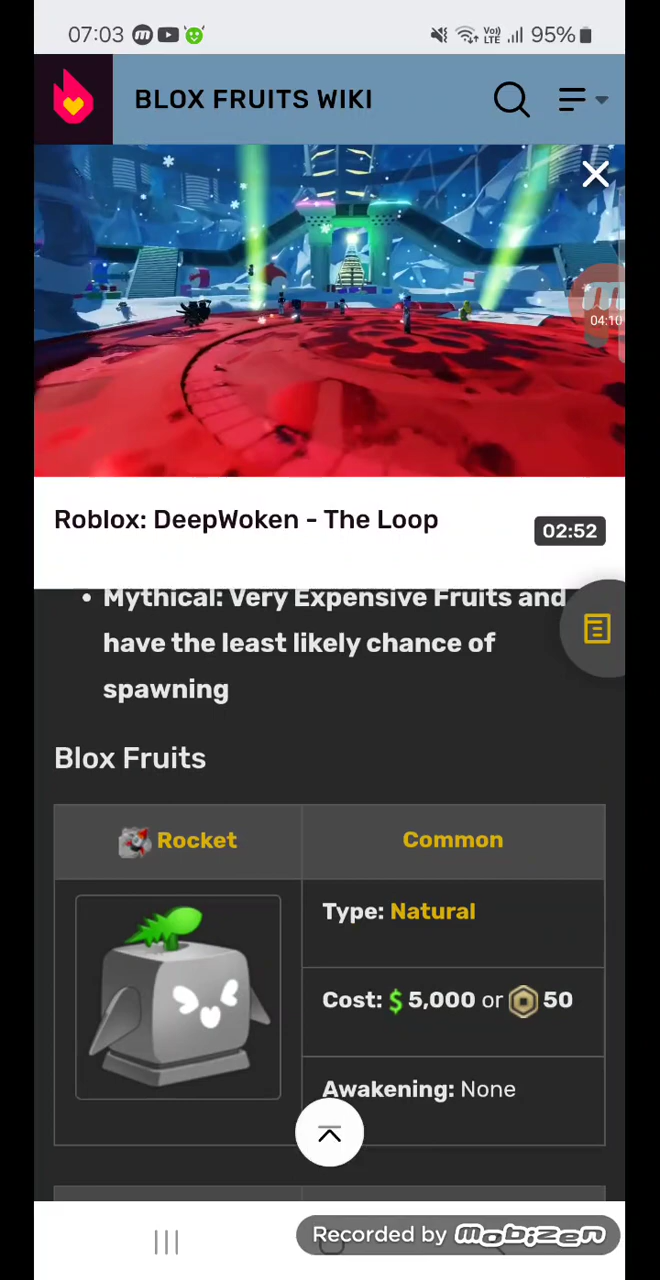 07:03
Vo)) LTE 95%
BLOX FRUITS WIKI
04:10
Roblox: DeepWoken - The Loop
02:52
• Mythical: Very Expensive Fruits and
have the least likely chance of
spawning
Blox Fruits
Rocket
Common
Type: Natural
Cost: $ 5,000 or 50
Awakening: None
Recorded by mobizen